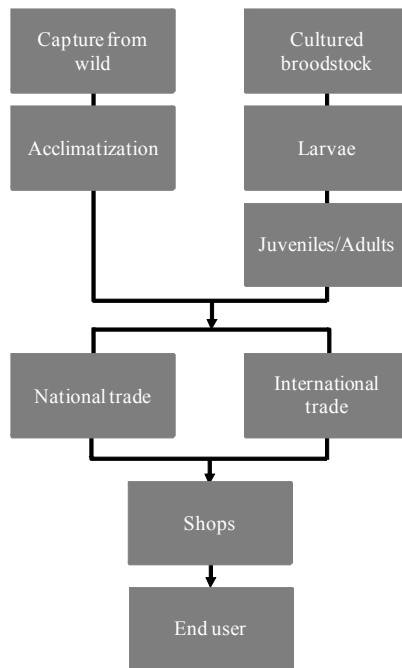 Capture from
wild
Cultured
broodstock
Acclimatization
Larvae
Juveniles/Adults
National trade
International
trade
Shops
End user